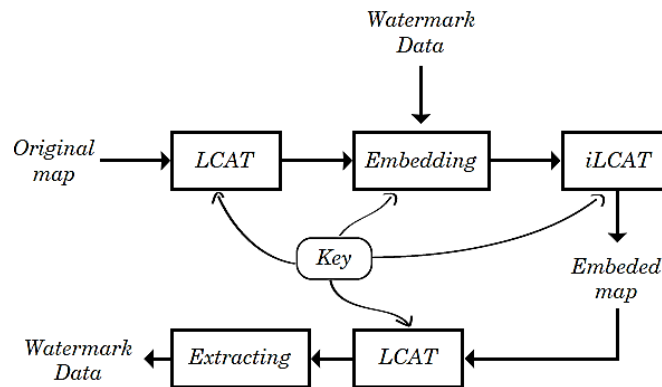 Watermark
Data
Original
map
LCAT
Embedding
iLCAT
Key
Embeded
map
Watermark
Data
Extracting
LCAT